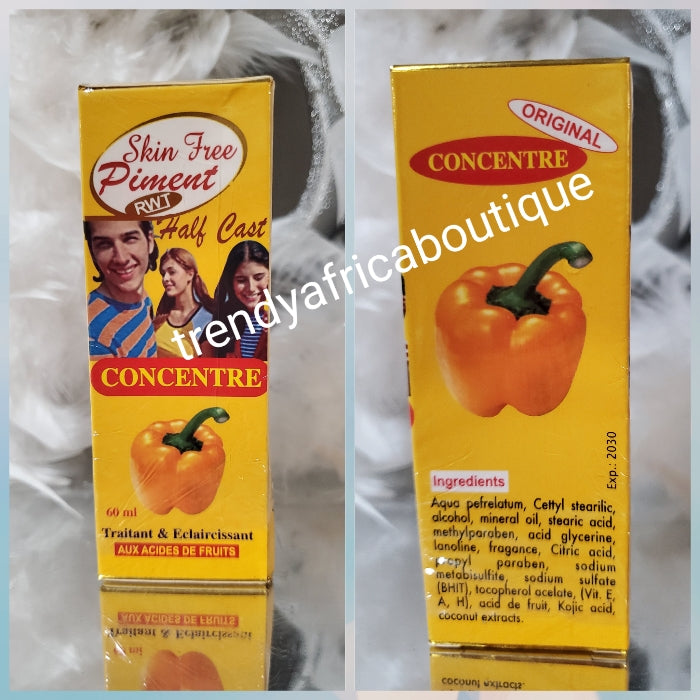 Skin Free
Piment
RWT
Half Cast
CONCENTRE
60 ml
Traitant & Eclaircissant
AUX ACIDES DE FRUITS
trendyafricaboutique
ORIGINAL
CONCENTRE
Exp.: 2030
Ingredients
Aqua pefrelatum, Cettyl stearilic,
alcohol, mineral oil, stearic acid,
methylparaben, acid glycerine,
lanoline, fragance, Citric acid,
propyl paraben, sodium
metabisulfite, sodium sulfate
(BHIT), tocopherol acelate, (Vit. E,
A, H), acid de fruit, Kojic acid,
coconut extracts.